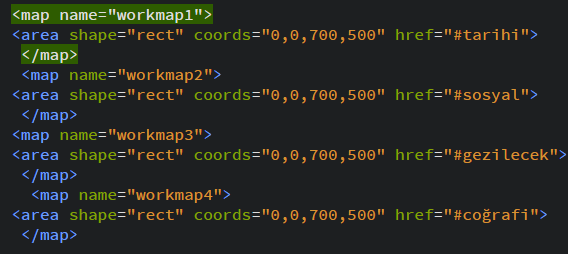 <map name="workmap1">
<area shape="rect" coords="0,0,700,500" href="#tarihi">
</map>
<map name="workmap2">
<area shape="rect" coords="0,0,700,500" href="#sosyal">
</map>
<map name="workmap3">
<area shape="rect" coords="0,0,700,500" href="#gezilecek">
</map>
<map name="workmap4">
<area shape="rect" coords="0,0,700,500" href="#coğrafi">
</map>